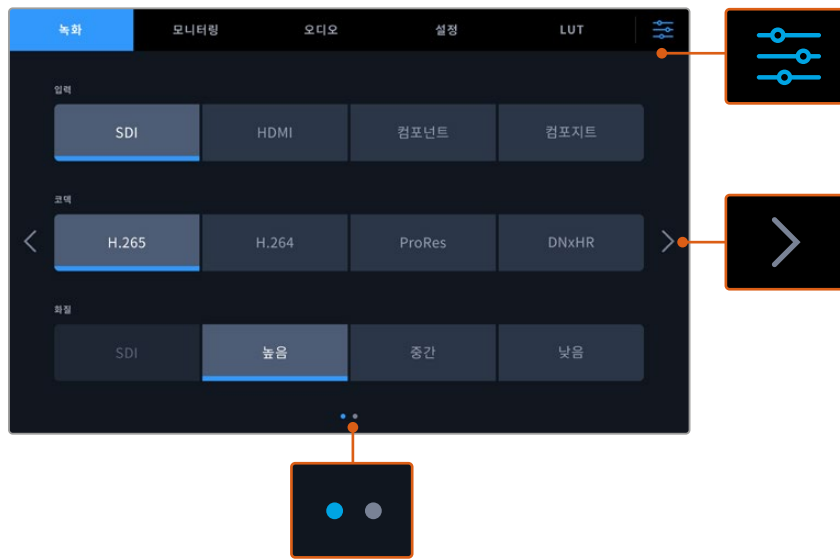 녹화 모니터링 오디오 설정 LUT
입력
SDI HDMI 컴포넌트 컴포지트
코덱
H.265 H.264 ProRes DNxHR
화질
SDI 높음 중간 낮음